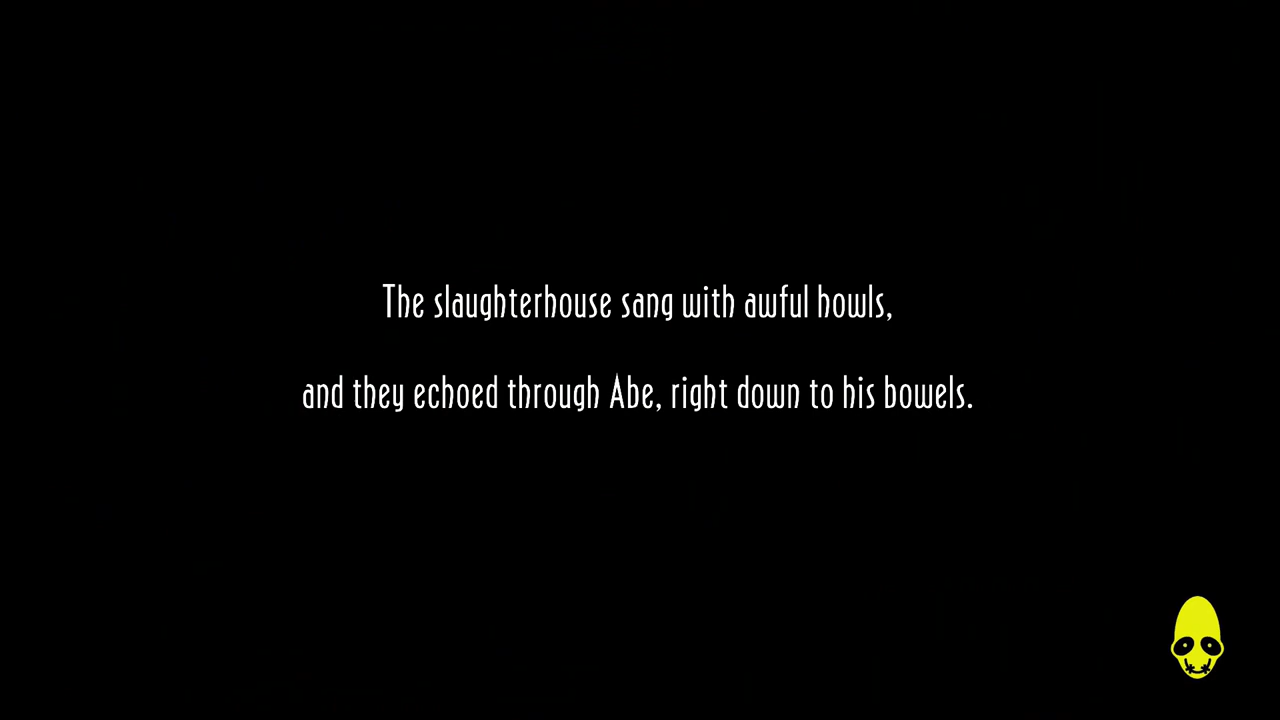 The slaughterhouse sang with awful howls,
and they echoed through Abe, right down to his bowels.